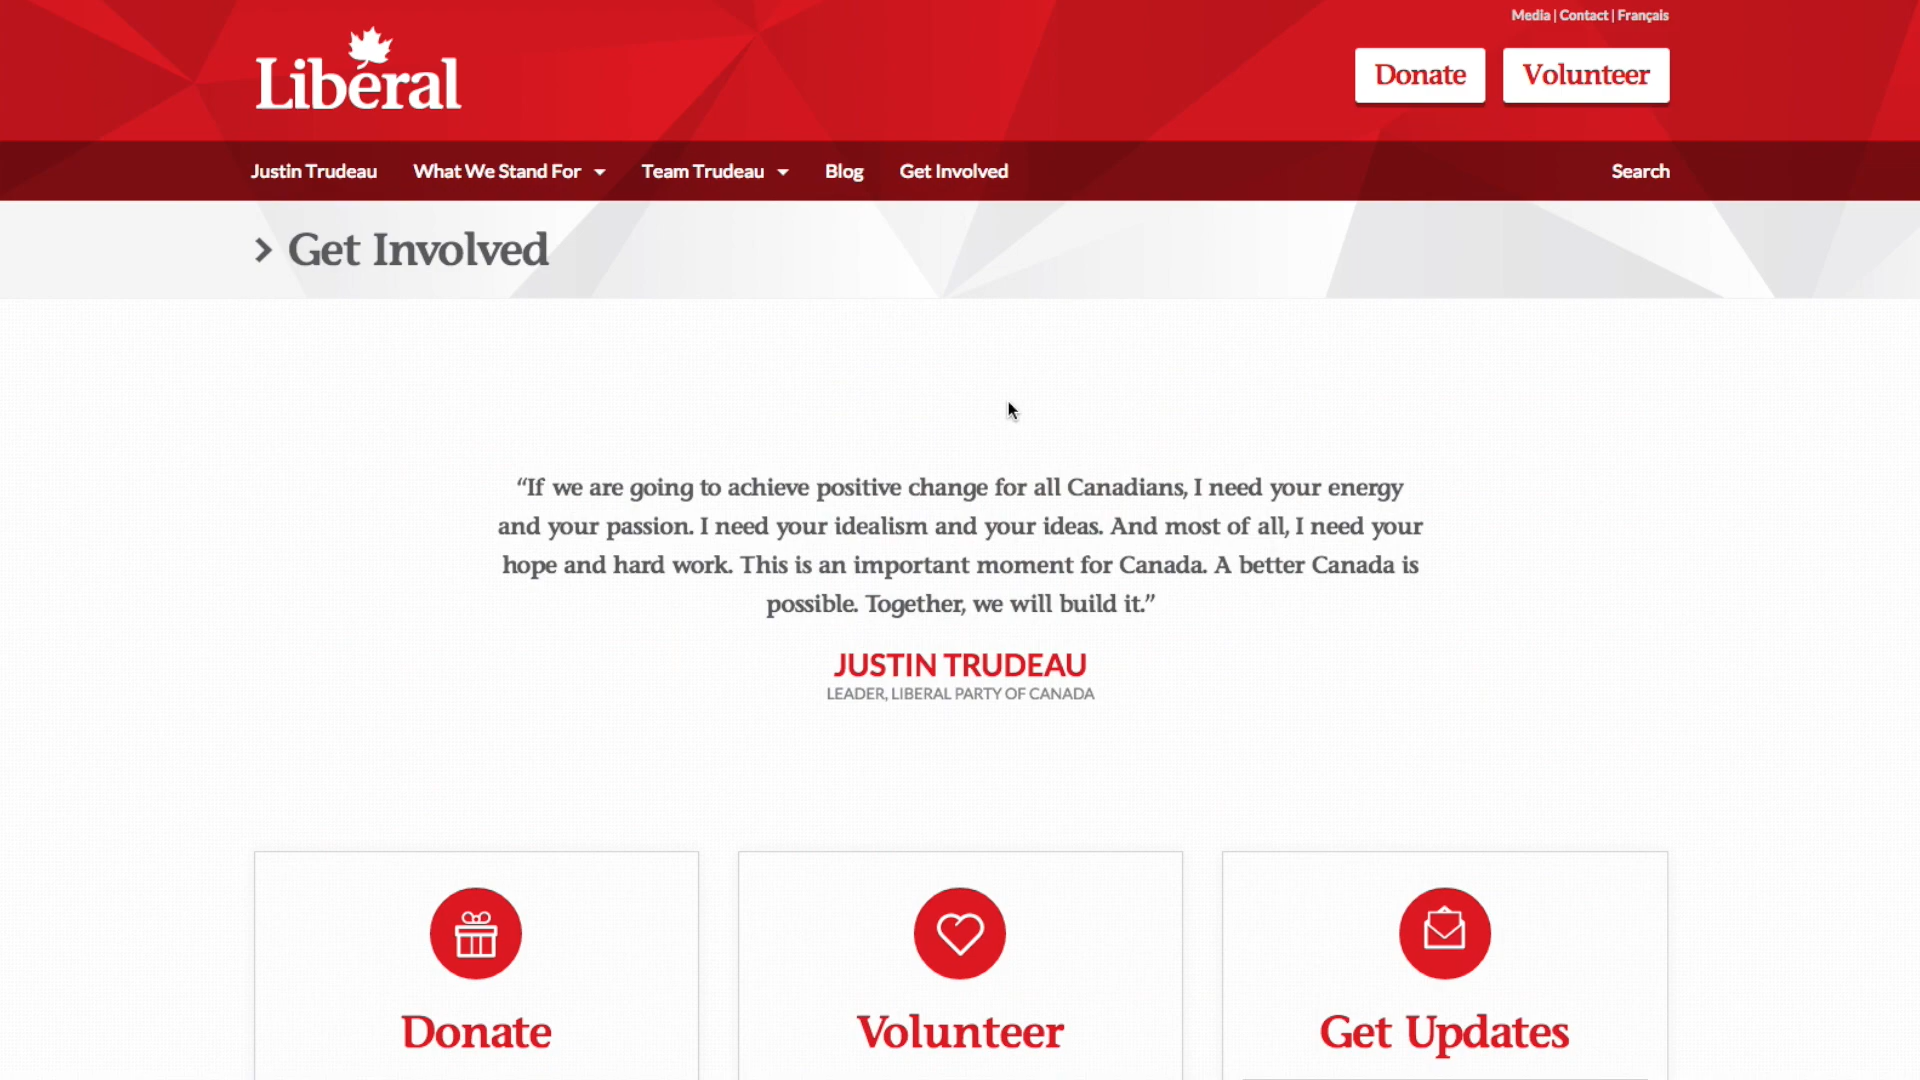 Media | Contact | Français
Liberal
Donate
Volunteer
Justin Trudeau
What We Stand For
Team Trudeau
Blog
Get Involved
Search
Get Involved
“If we are going to achieve positive change for all Canadians, I need your energy
and your passion. I need your idealism and your ideas. And most of all, I need your
hope and hard work. This is an important moment for Canada. A better Canada is
possible. Together, we will build it.”
JUSTIN TRUDEAU
LEADER, LIBERAL PARTY OF CANADA
Donate
Volunteer
Get Updates